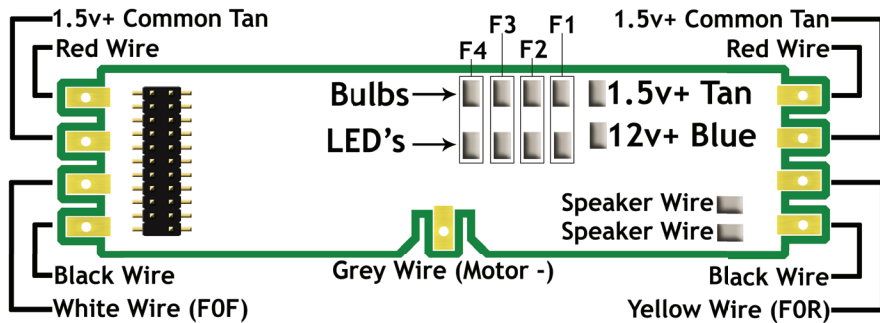 1.5v+ Common Tan
1.5v+ Common Tan
Red Wire
Red Wire
F4
F3
F2
F1
Bulbs
1.5v+ Tan
LED's
12v+ Blue
Speaker Wire
Speaker Wire
Black Wire
Grey Wire (Motor -)
Black Wire
White Wire (F0F)
Yellow Wire (F0R)